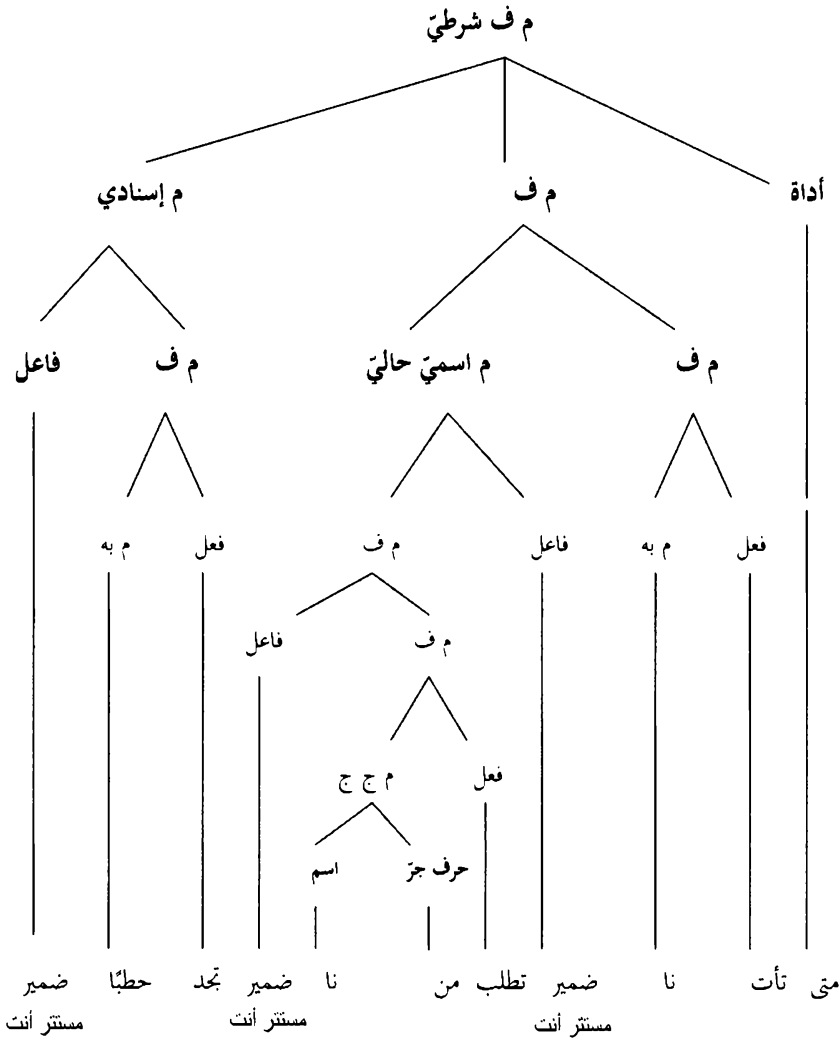 م ف شرطيّ
أداة م ف م إسنادي
م ف م اسميّ حاليّ م ف فاعل
فعل م به فاعل م ف فعل م به
م ف فاعل
فعل م ج ج
حرف جرّ اسم
متى تأت نا ضمير تطلب من نا ضمير تجد حطبًا ضمير
مستتر أنت مستتر أنت مستتر أنت